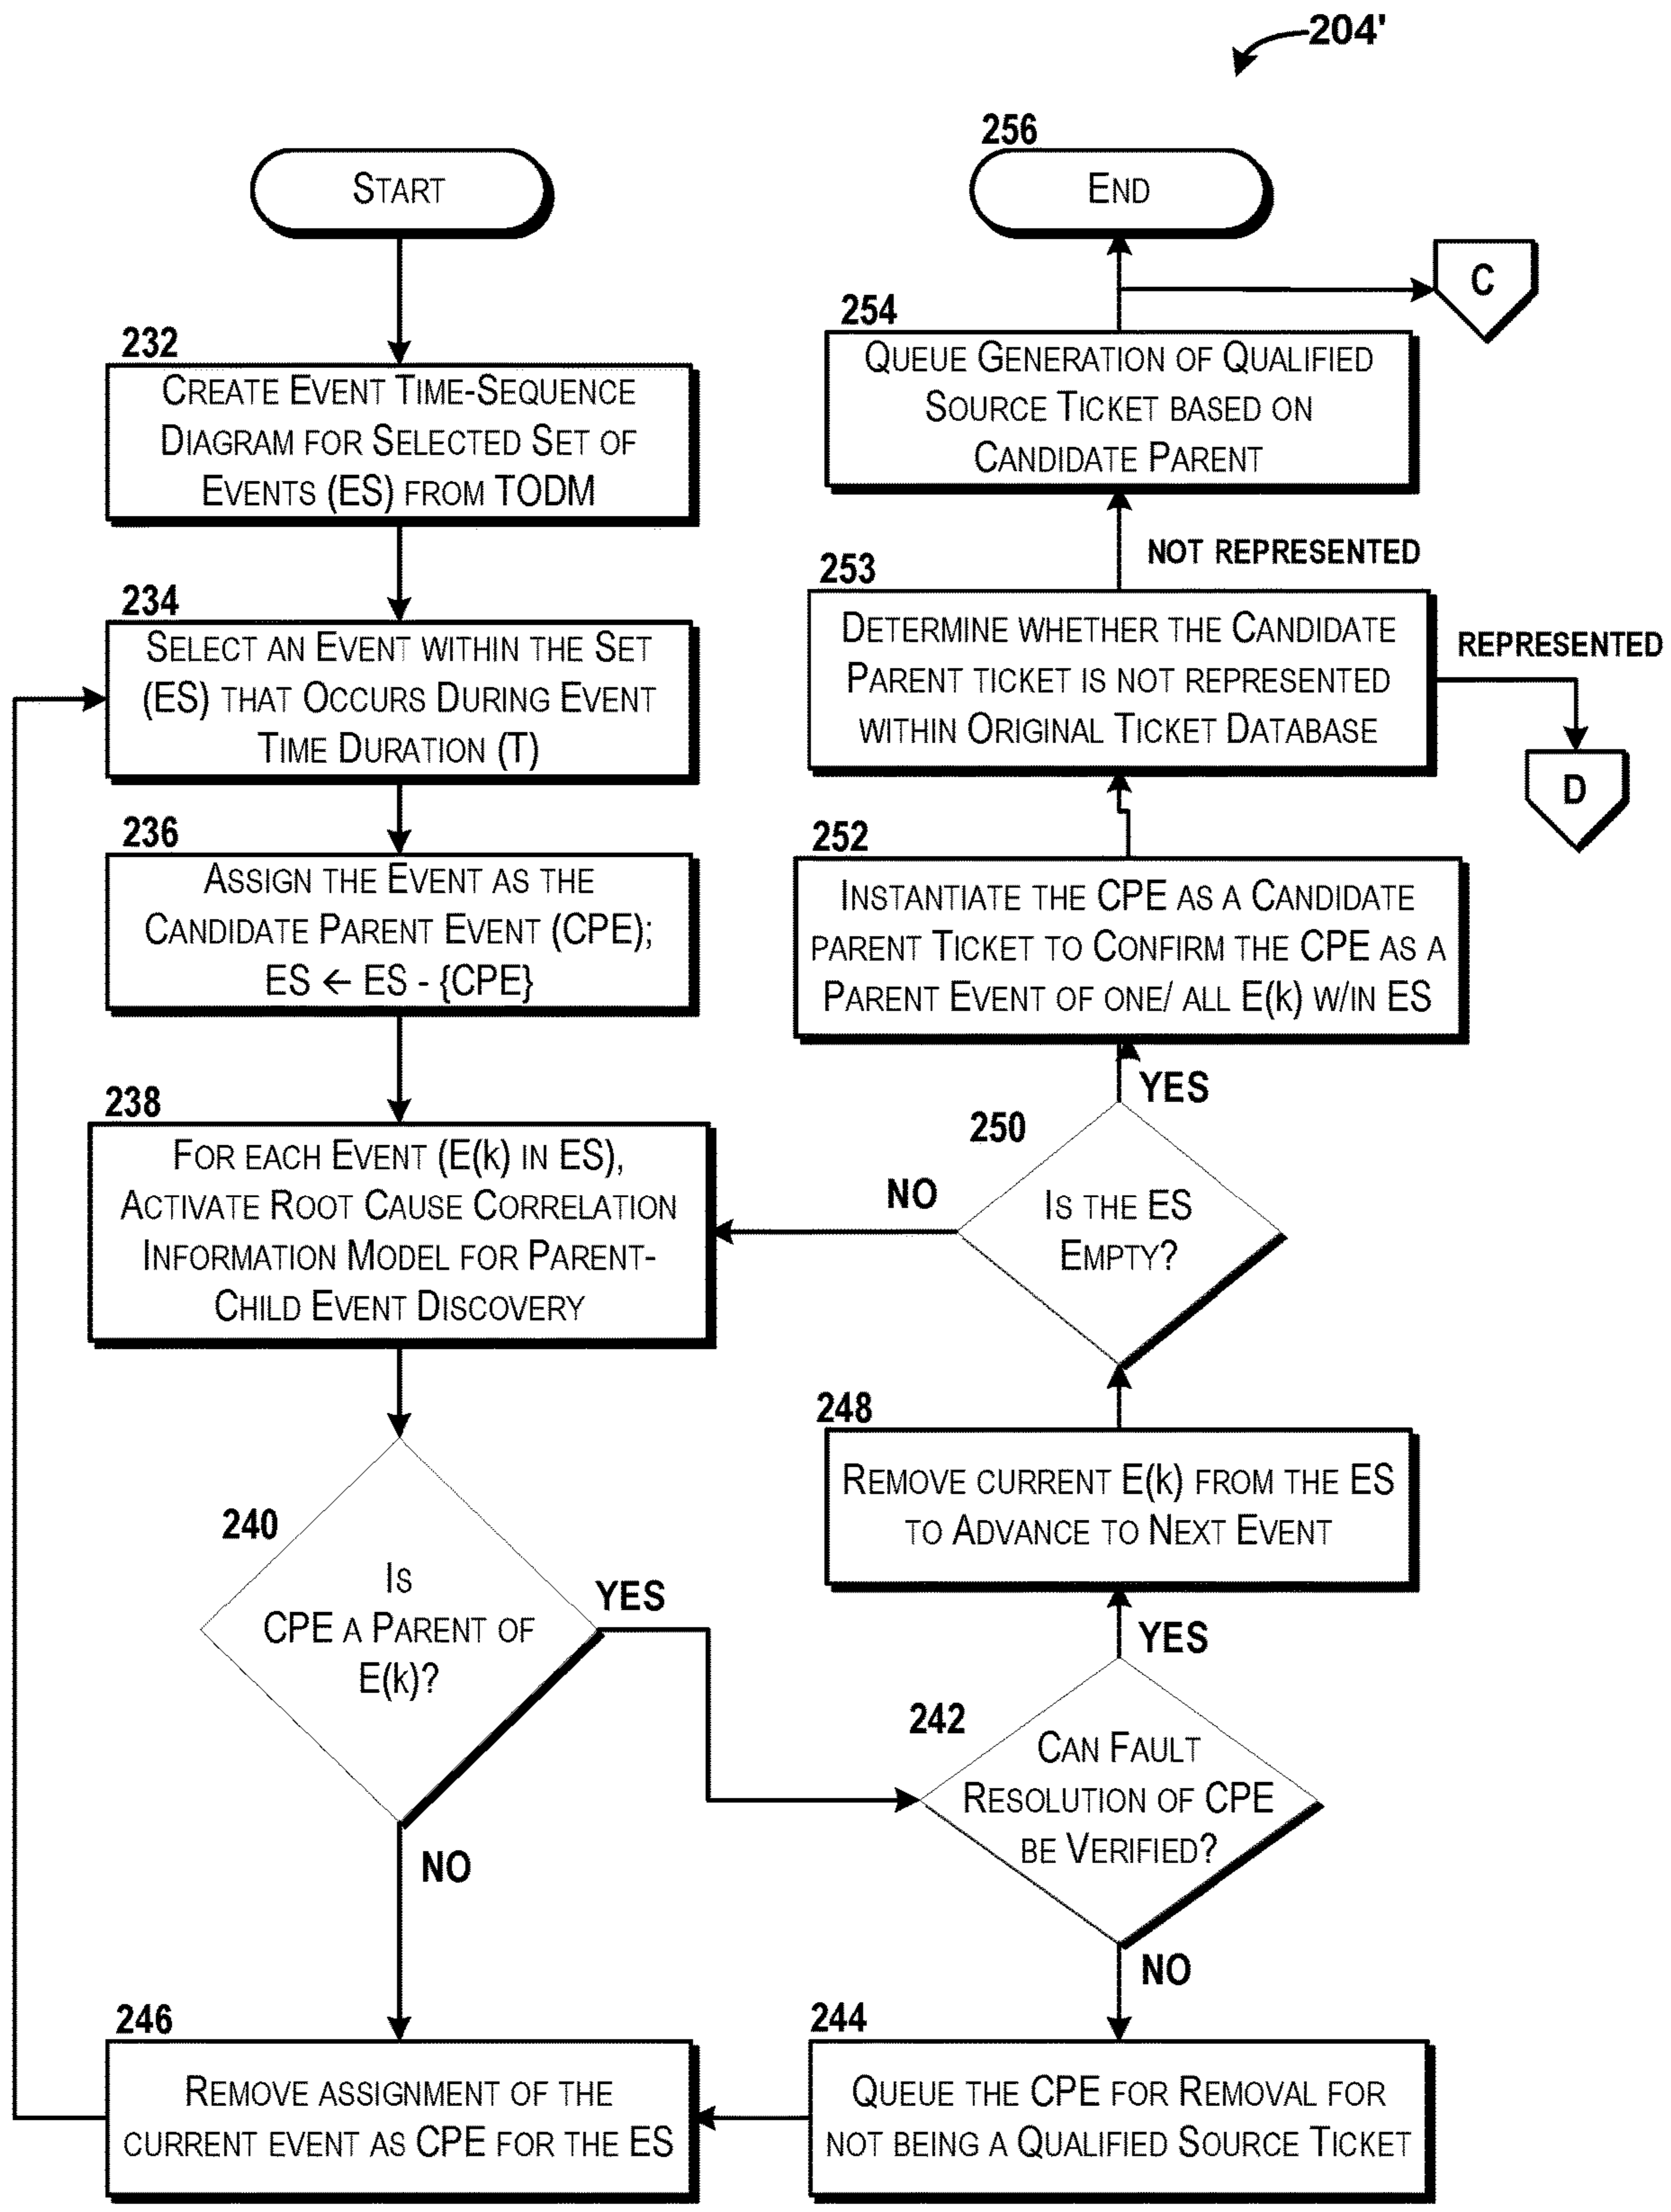 204'
START
232
CREATE EVENT TIME-SEQUENCE
DIAGRAM FOR SELECTED SET OF
EVENTS (ES) FROM TODM
234
SELECT AN EVENT WITHIN THE SET
(ES) THAT OCCURS DURING EVENT
TIME DURATION (T)
236
ASSIGN THE EVENT AS THE
CANDIDATE PARENT EVENT (CPE);
ES ← ES - {CPE}
238
FOR EACH EVENT (E(k) IN ES),
ACTIVATE ROOT CAUSE CORRELATION
INFORMATION MODEL FOR PARENT-
CHILD EVENT DISCOVERY
240
IS
CPE A PARENT OF
E(k)?
YES
NO
246
REMOVE ASSIGNMENT OF THE
CURRENT EVENT AS CPE FOR THE ES
256
END
C
254
QUEUE GENERATION OF QUALIFIED
SOURCE TICKET BASED ON
CANDIDATE PARENT
NOT REPRESENTED
253
DETERMINE WHETHER THE CANDIDATE
PARENT TICKET IS NOT REPRESENTED
WITHIN ORIGINAL TICKET DATABASE
REPRESENTED
D
252
INSTANTIATE THE CPE AS A CANDIDATE
PARENT TICKET TO CONFIRM THE CPE AS A
PARENT EVENT OF ONE/ ALL E(k) W/IN ES
YES
250
NO
IS THE ES
EMPTY?
248
REMOVE CURRENT E(k) FROM THE ES
TO ADVANCE TO NEXT EVENT
YES
242
CAN FAULT
RESOLUTION OF CPE
BE VERIFIED?
NO
244
QUEUE THE CPE FOR REMOVAL FOR
NOT BEING A QUALIFIED SOURCE TICKET